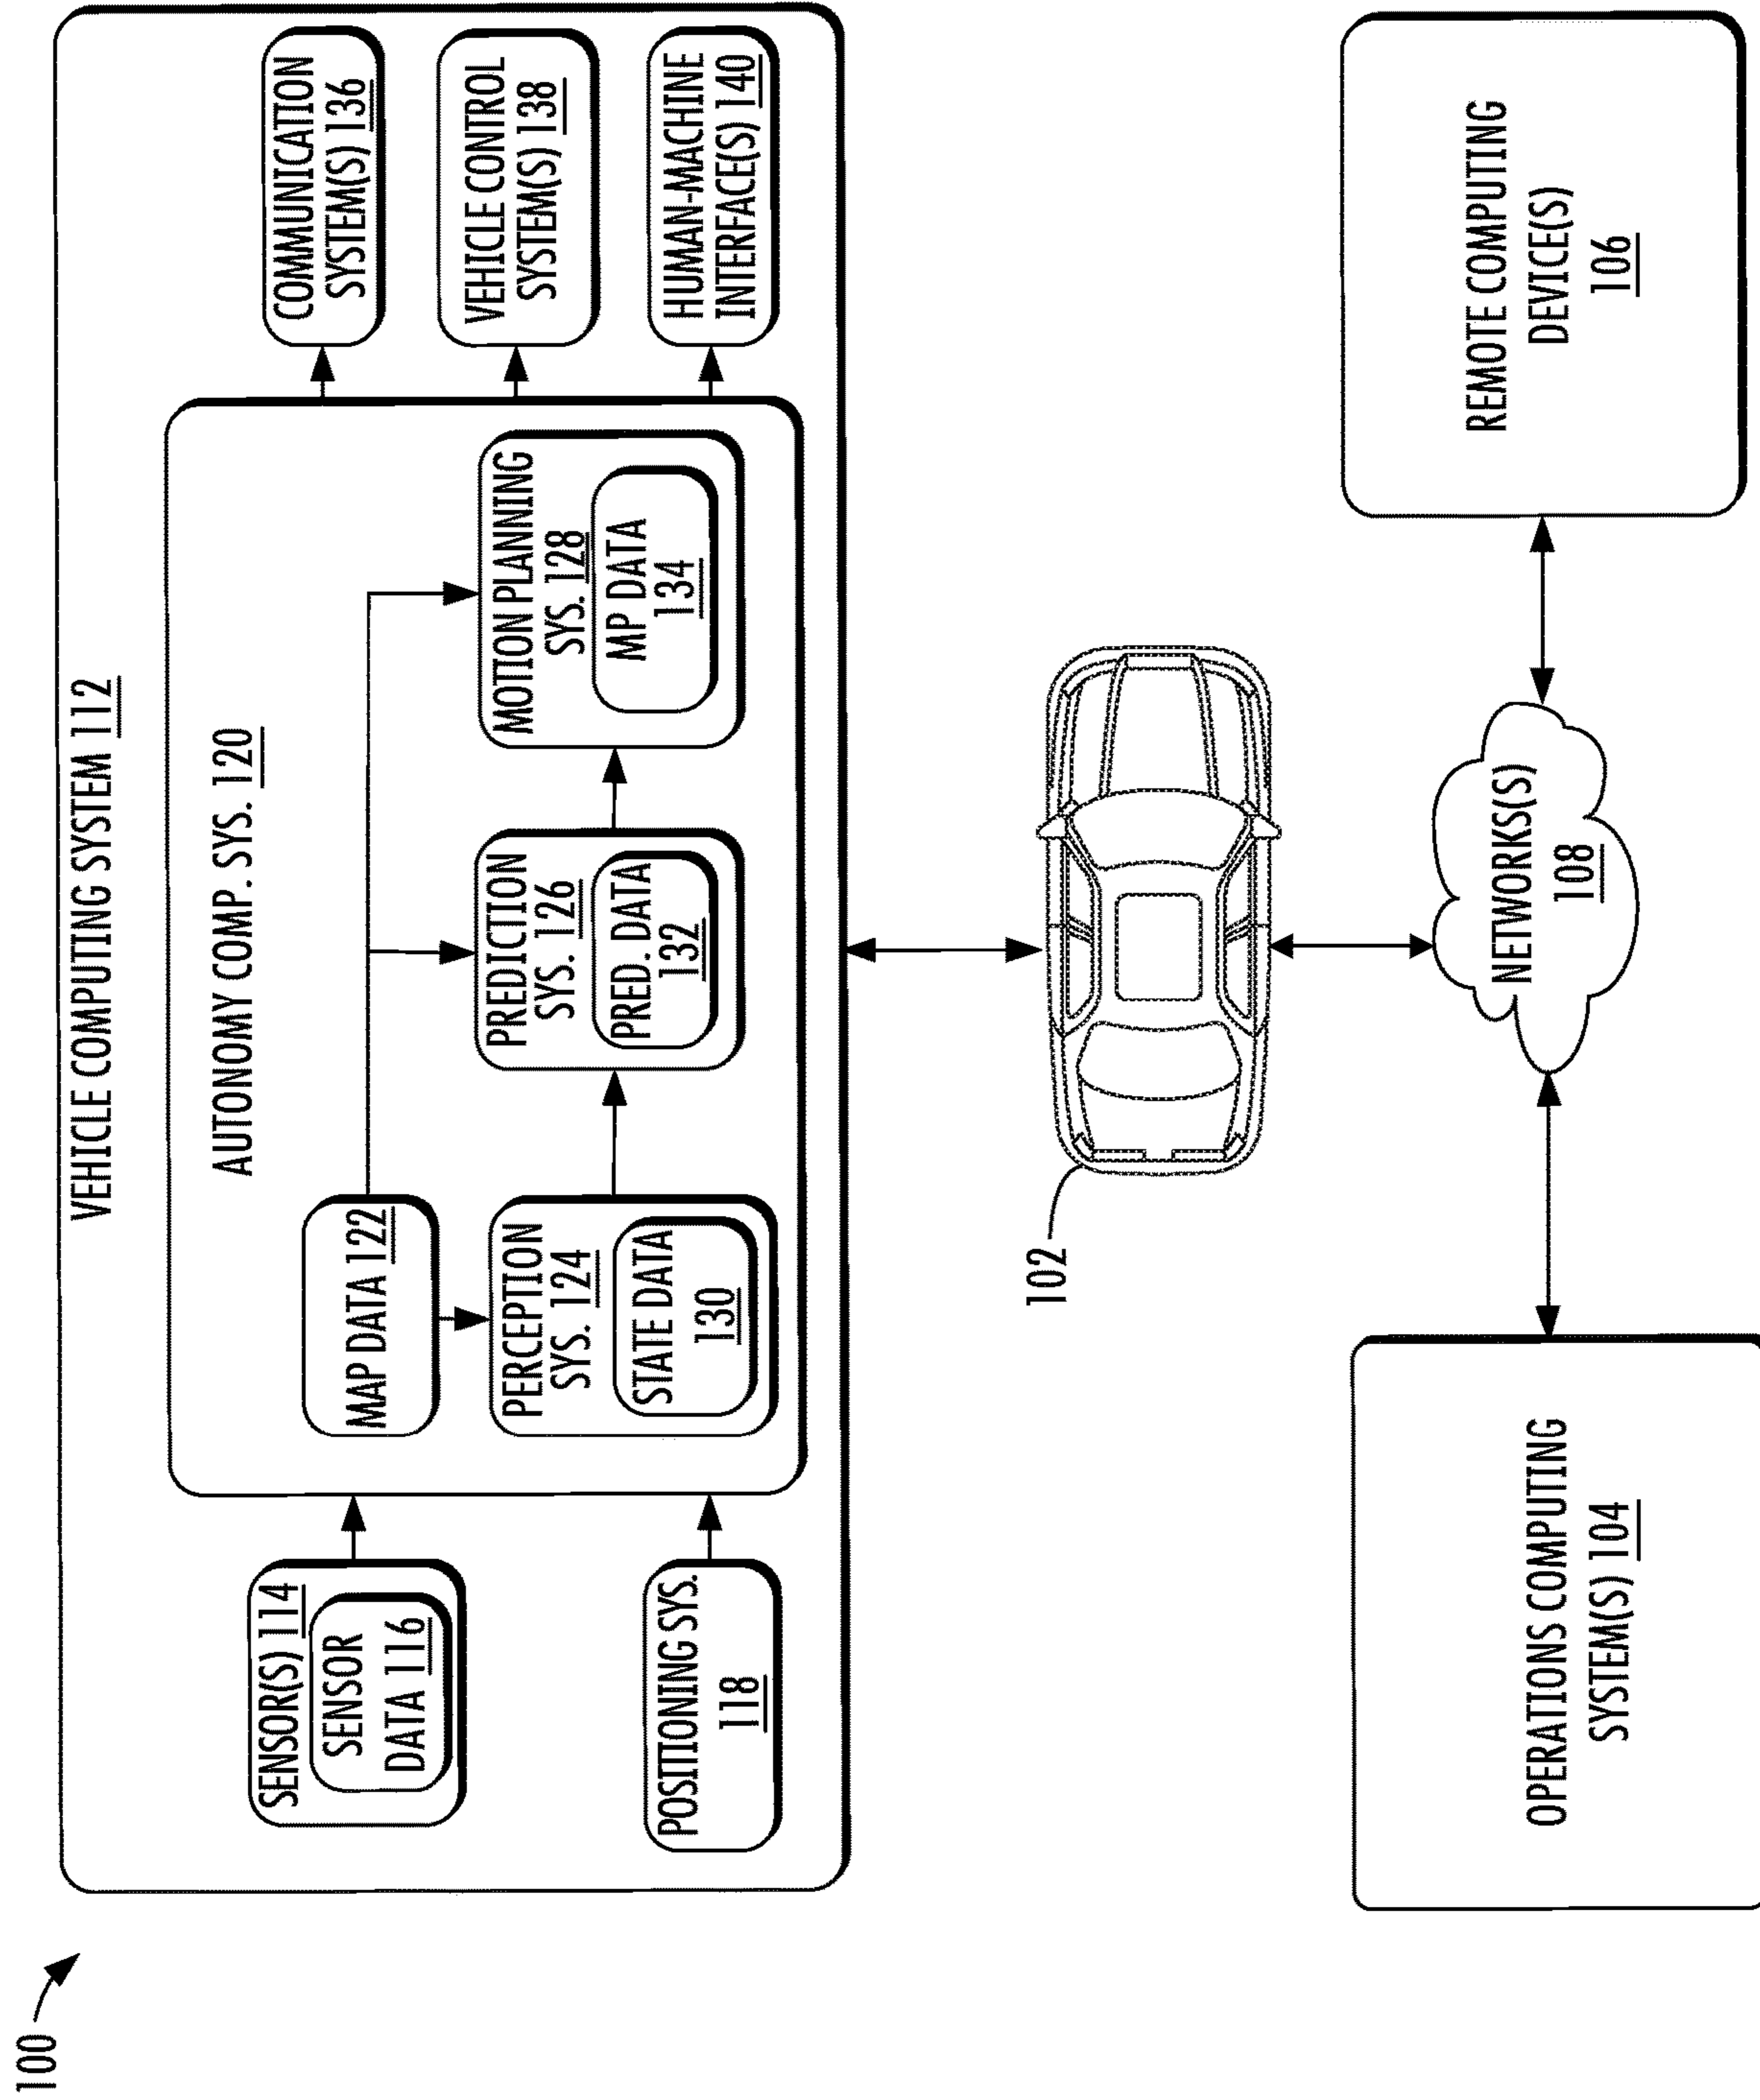 100
VEHICLE COMPUTING SYSTEM 112
SENSOR(S) 114
SENSOR
DATA 116
POSITIONING SYS.
118
AUTONOMY COMP. SYS. 120
MAP DATA 122
PERCEPTION
SYS. 124
STATE DATA
130
PREDICTION
SYS. 126
PRED. DATA
132
MOTION PLANNING
SYS. 128
MP DATA
134
COMMUNICATION
SYSTEM(S) 136
VEHICLE CONTROL
SYSTEM(S) 138
HUMAN-MACHINE
INTERFACE(S) 140
102
OPERATIONS COMPUTING
SYSTEM(S) 104
NETWORKS(S)
108
REMOTE COMPUTING
DEVICE(S)
106